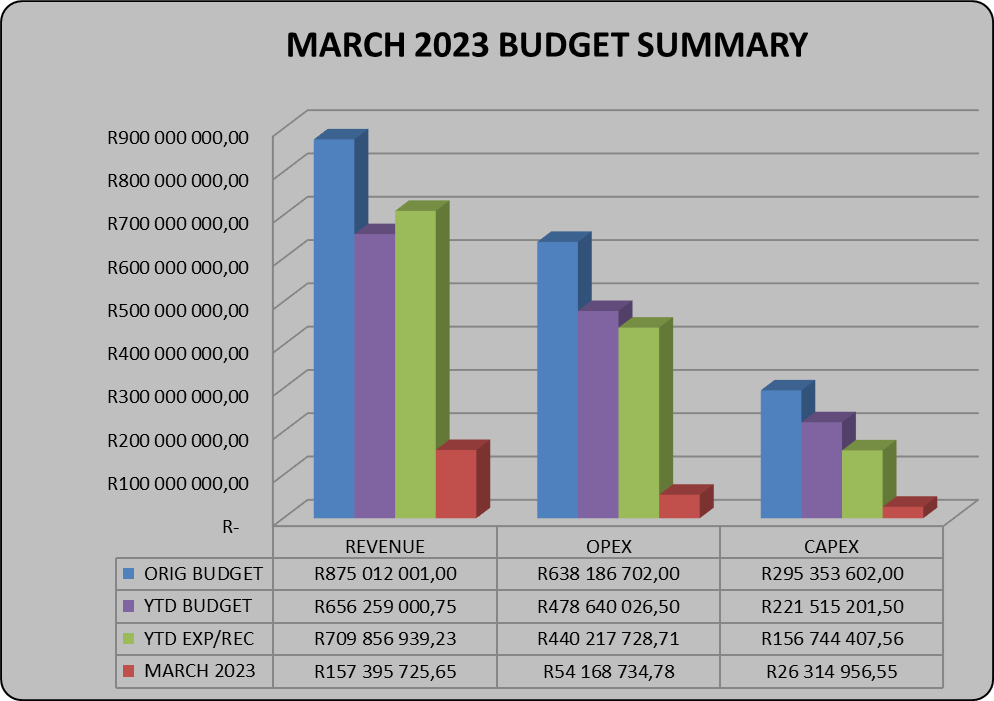 MARCH 2023 BUDGET SUMMARY
R900 000 000,00
R800 000 000,00
R700 000 000,00
R600 000 000,00
R500 000 000,00
R400 000 000,00
R300 000 000,00
R200 000 000,00
R100 000 000,00
R-
REVENUE OPEX CAPEX
ORIG BUDGET R875 012 001,00 R638 186 702,00 R295 353 602,00
YTD BUDGET R656 259 000,75 R478 640 026,50 R221 515 201,50
YTD EXP/REC R709 856 939,23 R440 217 728,71 R156 744 407,56
MARCH 2023 R157 395 725,65 R54 168 734,78 R26 314 956,55